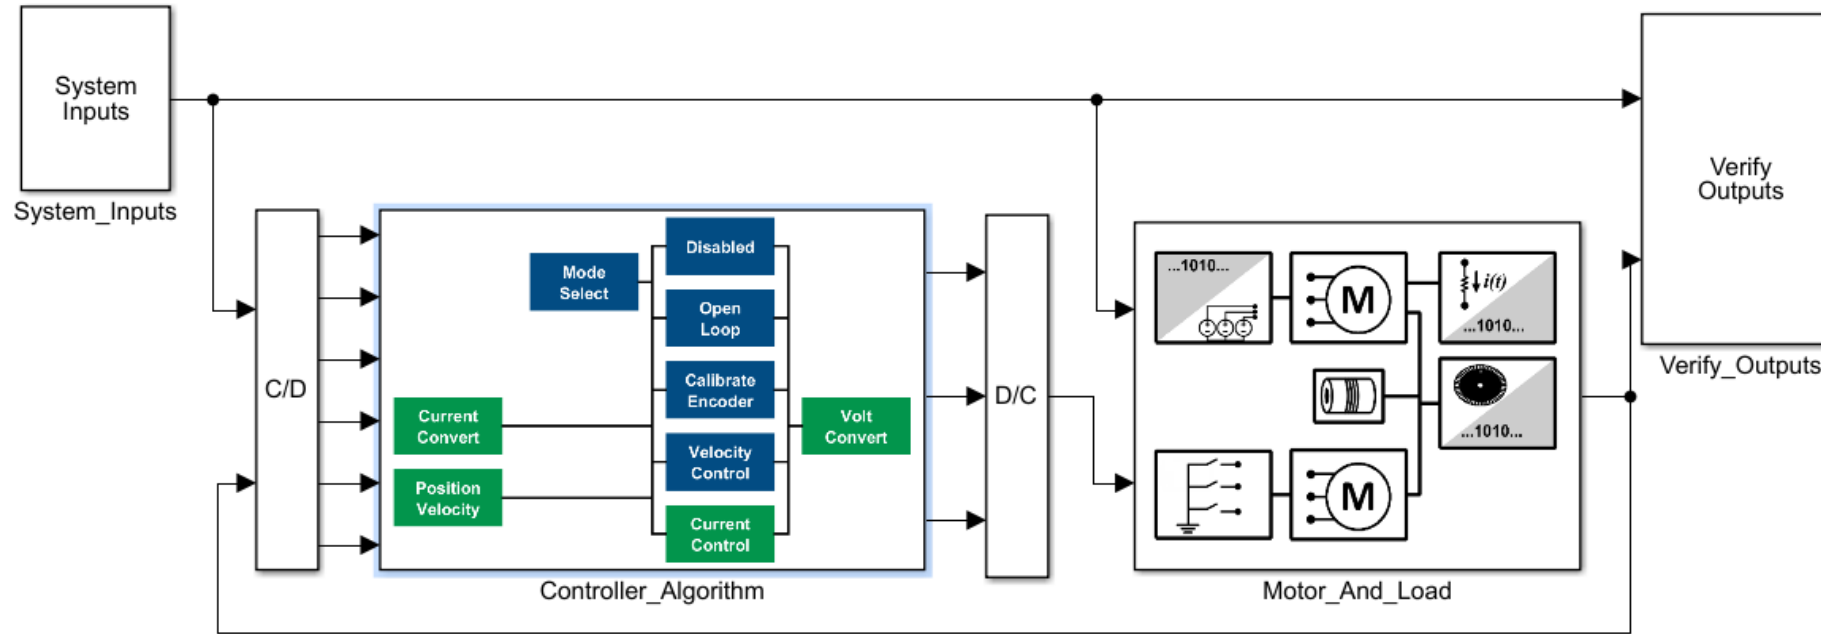 System
Inputs
System_Inputs
C/D
Mode
Select
Disabled
Open
Loop
Calibrate
Encoder
Velocity
Control
Current
Control
Current
Convert
Position
Velocity
Volt
Convert
Controller_Algorithm
D/C
...1010...
M
i(t)
...1010...
...1010...
M
Motor_And_Load
Verify
Outputs
Verify_Outputs